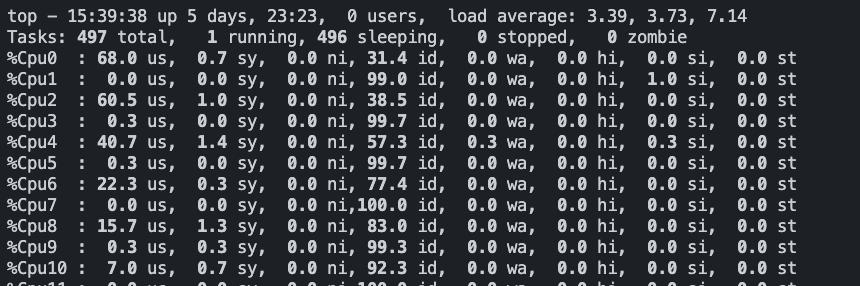 top - 15:39:38 up 5 days, 23:23,  0 users,  load average: 3.39, 3.73, 7.14
Tasks: 497 total,   1 running, 496 sleeping,   0 stopped,   0 zombie
%Cpu0  : 68.0 us,  0.7 sy,  0.0 ni, 31.4 id,  0.0 wa,  0.0 hi,  0.0 si,  0.0 st
%Cpu1  :  0.0 us,  0.0 sy,  0.0 ni, 99.0 id,  0.0 wa,  0.0 hi,  1.0 si,  0.0 st
%Cpu2  : 60.5 us,  1.0 sy,  0.0 ni, 38.5 id,  0.0 wa,  0.0 hi,  0.0 si,  0.0 st
%Cpu3  :  0.3 us,  0.0 sy,  0.0 ni, 99.7 id,  0.0 wa,  0.0 hi,  0.0 si,  0.0 st
%Cpu4  : 40.7 us,  1.4 sy,  0.0 ni, 57.3 id,  0.3 wa,  0.0 hi,  0.3 si,  0.0 st
%Cpu5  :  0.3 us,  0.0 sy,  0.0 ni, 99.7 id,  0.0 wa,  0.0 hi,  0.0 si,  0.0 st
%Cpu6  : 22.3 us,  0.3 sy,  0.0 ni, 77.4 id,  0.0 wa,  0.0 hi,  0.0 si,  0.0 st
%Cpu7  :  0.0 us,  0.0 sy,  0.0 ni,100.0 id,  0.0 wa,  0.0 hi,  0.0 si,  0.0 st
%Cpu8  : 15.7 us,  1.3 sy,  0.0 ni, 83.0 id,  0.0 wa,  0.0 hi,  0.0 si,  0.0 st
%Cpu9  :  0.3 us,  0.3 sy,  0.0 ni, 99.3 id,  0.0 wa,  0.0 hi,  0.0 si,  0.0 st
%Cpu10 :  7.0 us,  0.7 sy,  0.0 ni, 92.3 id,  0.0 wa,  0.0 hi,  0.0 si,  0.0 st